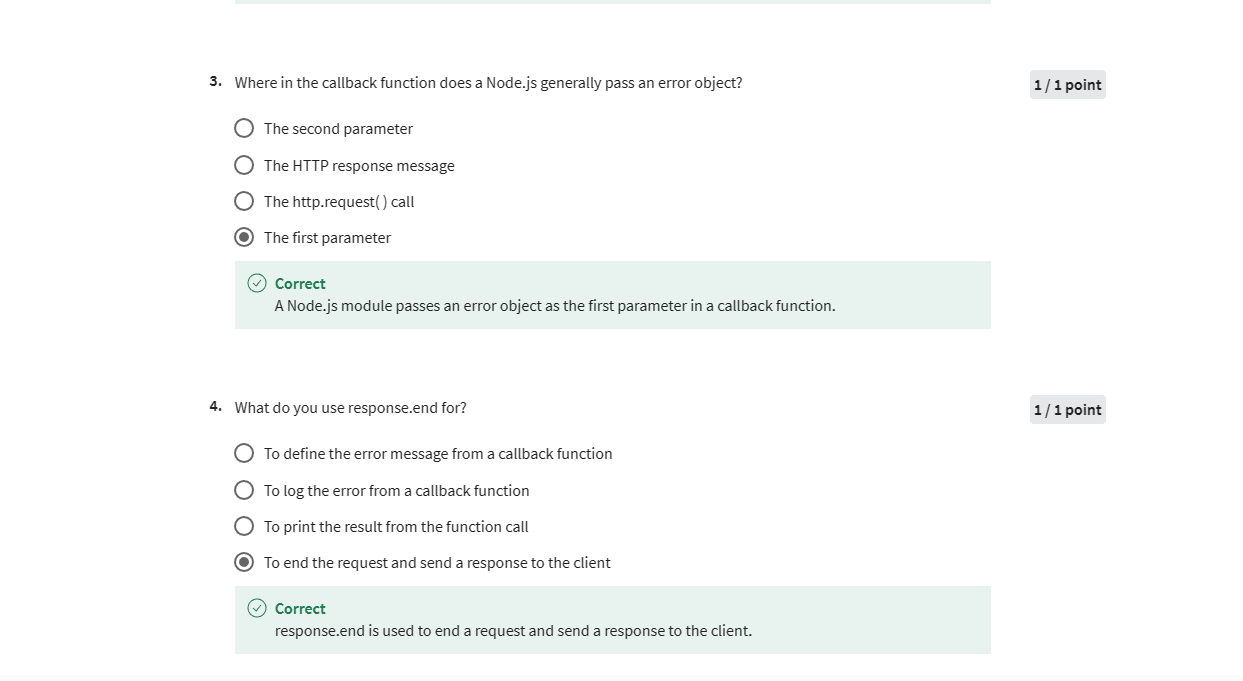 3. Where in the callback function does a Node.js generally pass an error object?
1 / 1 point
The second parameter
The HTTP response message
The http.request( ) call
The first parameter
Correct
A Node.js module passes an error object as the first parameter in a callback function.
4. What do you use response.end for?
1 / 1 point
To define the error message from a callback function
To log the error from a callback function
To print the result from the function call
To end the request and send a response to the client
Correct
response.end is used to end a request and send a response to the client.